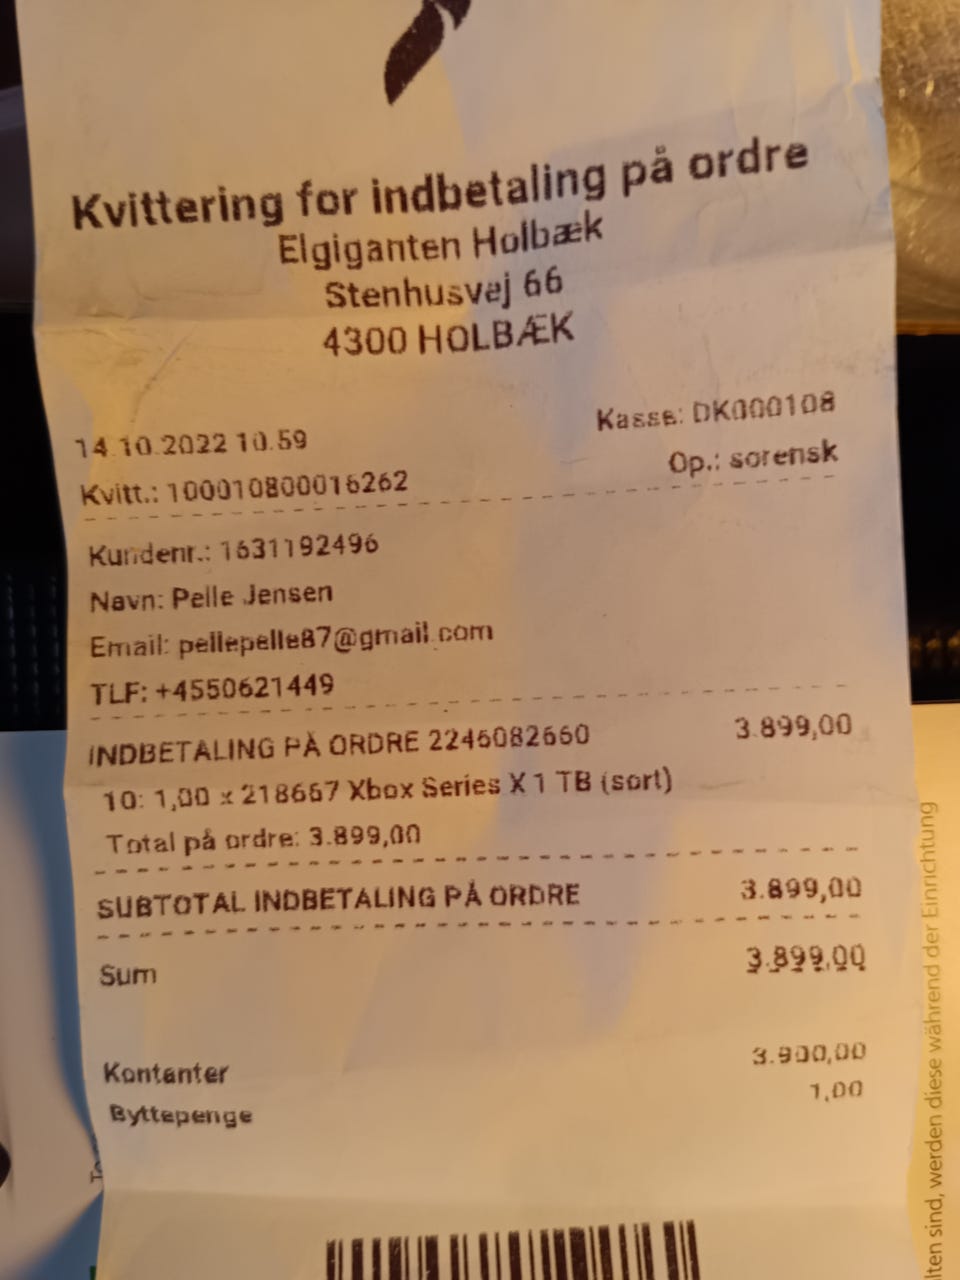 Kvittering for indbetaling på ordre
Elgiganten Holbæk
Stenhusvej 66
4300 HOLBÆK
14.10.2022 10.59 Kasse: DK000108
Kvitt.: 100010800016262 Op.: sorensk
Kundenr.: 1631192496
Navn: Pelle Jensen
Email: pellepelle87@gmail.com
TLF: +4550621449
INDBETALING PÅ ORDRE 2246082660 3.899,00
10: 1,00 x 218667 Xbox Series X 1 TB (sort)
Total på ordre: 3.899,00
SUBTOTAL INDBETALING PÅ ORDRE 3.899,00
Sum 3.899,00
Kontanter 3.900,00
Byttepenge 1,00
lten sind, werden diese während der Einrichtung